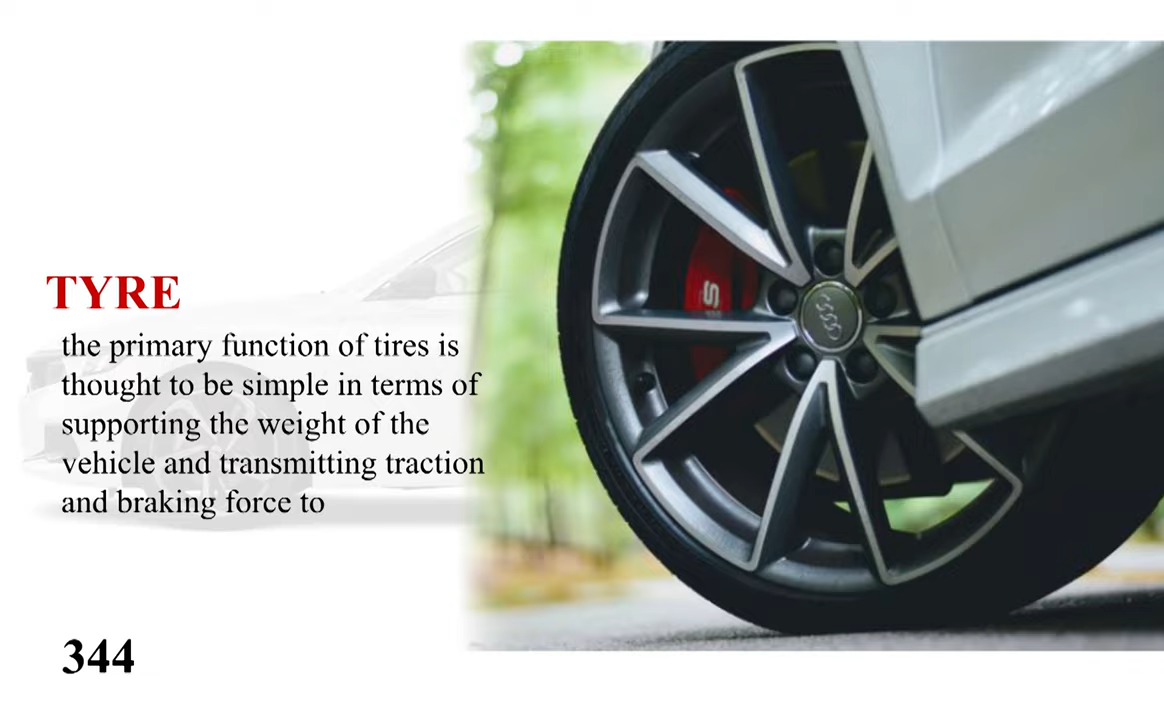 TYRE
the primary function of tires is
thought to be simple in terms of
supporting the weight of the
vehicle and transmitting traction
and braking force to
344
S